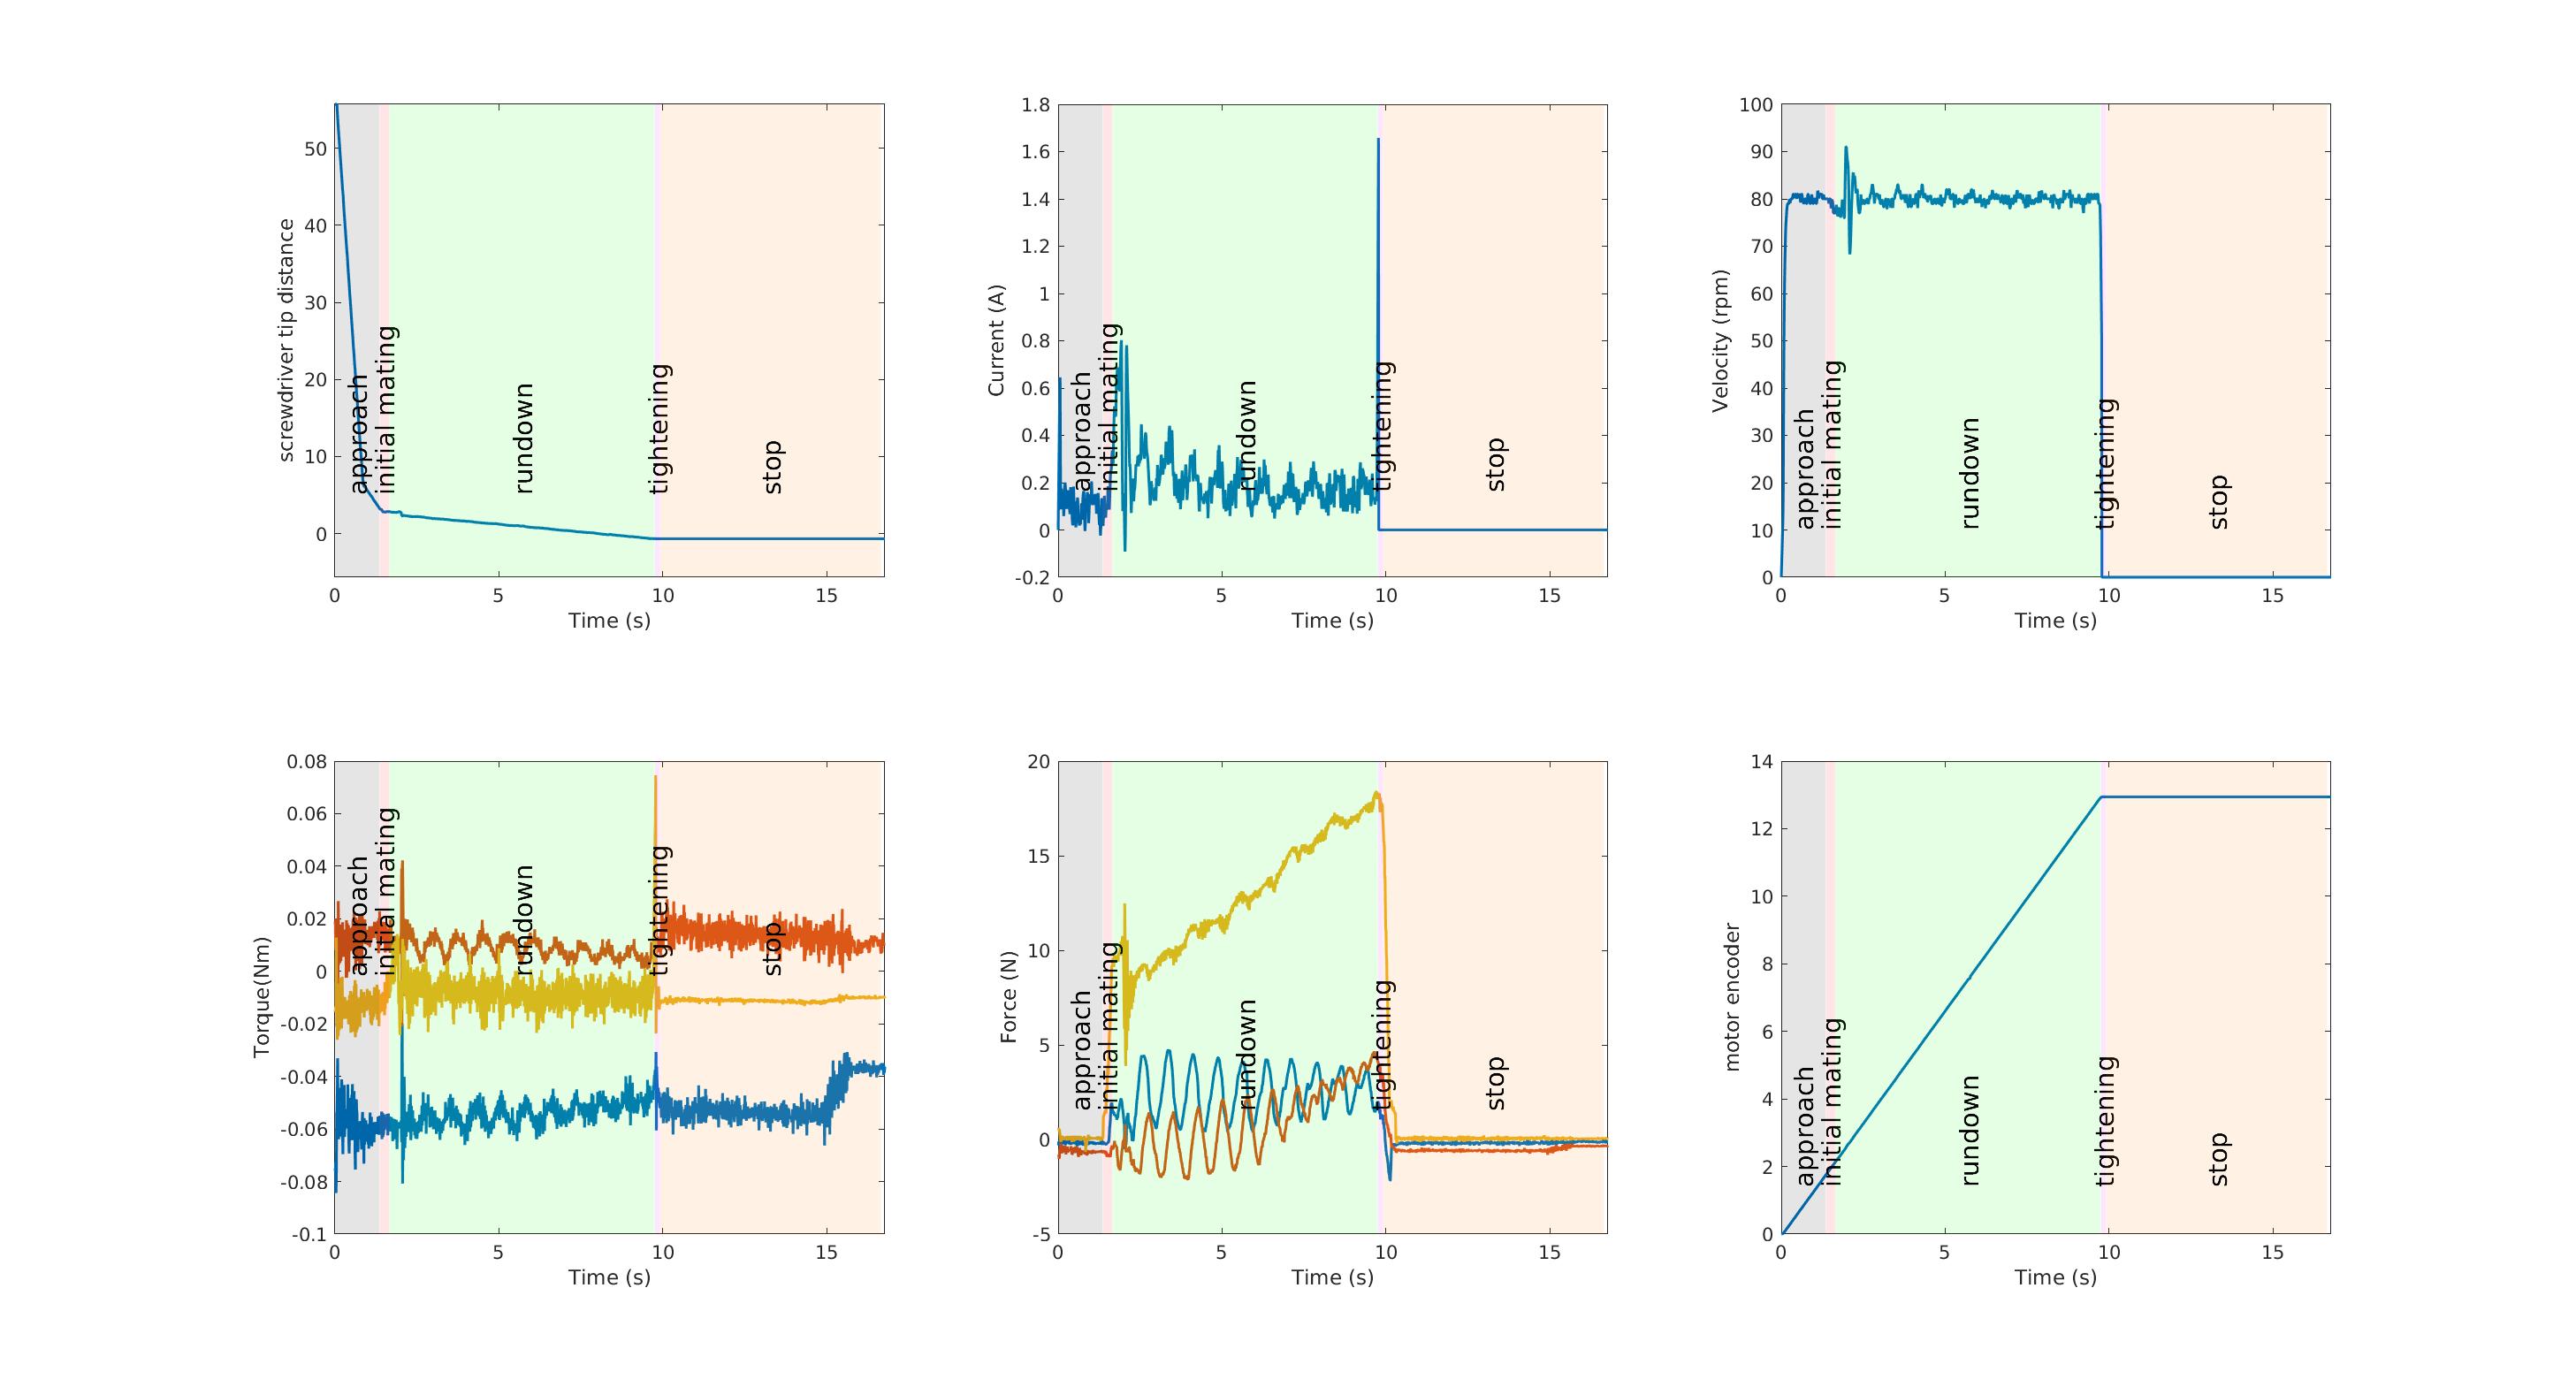 screwdriver tip distance
50
40
30
20
10
0
approach
initial mating
rundown
tightening
stop
0 5 10 15
Time (s)
Current (A)
1.8
1.6
1.4
1.2
1
0.8
0.6
0.4
0.2
0
-0.2
approach
initial mating
rundown
tightening
stop
0 5 10 15
Time (s)
Velocity (rpm)
100
90
80
70
60
50
40
30
20
10
0
approach
initial mating
rundown
tightening
stop
0 5 10 15
Time (s)
Torque(Nm)
0.08
0.06
0.04
0.02
0
-0.02
-0.04
-0.06
-0.08
-0.1
approach
initial mating
rundown
tightening
stop
0 5 10 15
Time (s)
Force (N)
20
15
10
5
0
-5
approach
initial mating
rundown
tightening
stop
0 5 10 15
Time (s)
motor encoder
14
12
10
8
6
4
2
0
approach
initial mating
rundown
tightening
stop
0 5 10 15
Time (s)